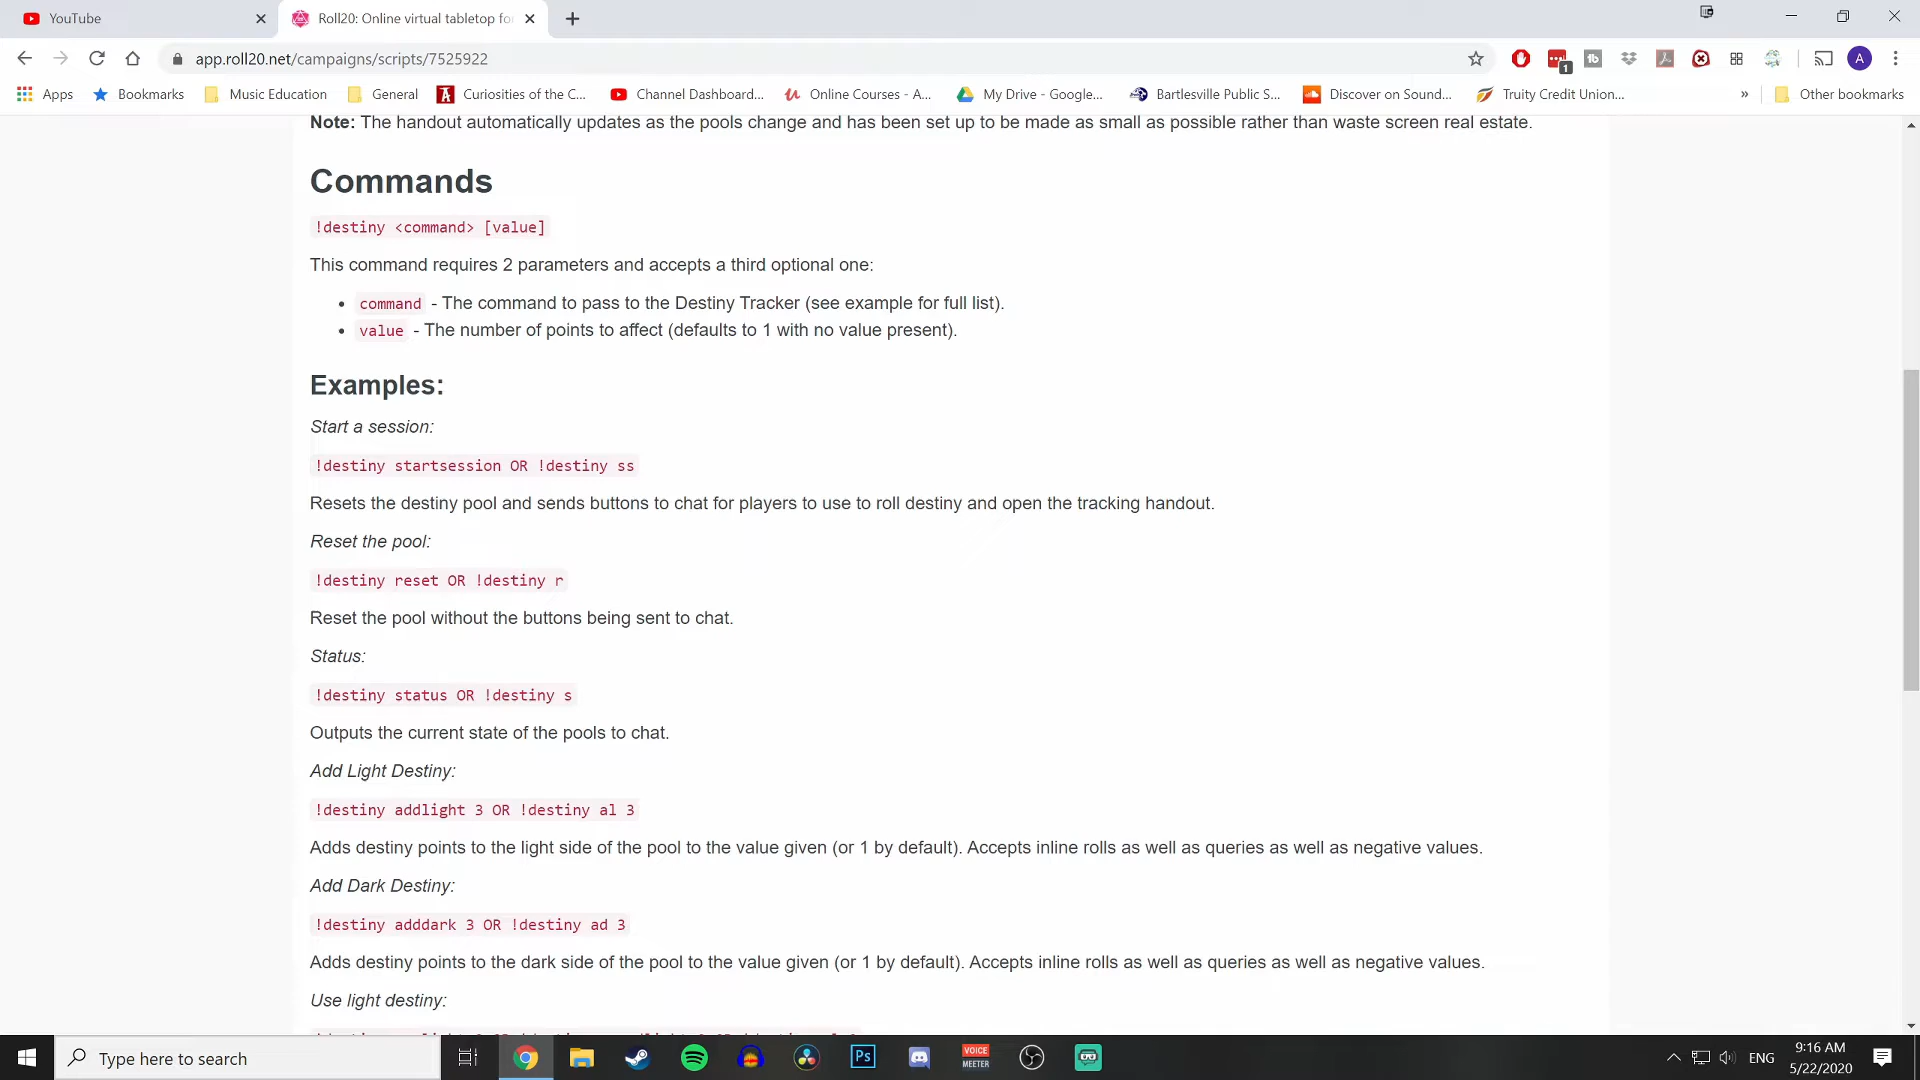 YouTube
Roll20: Online virtual tabletop fo
app.roll20.net/campaigns/scripts/7525922
1
A
Apps
Bookmarks
Music Education
General
Curiosities of the C...
Channel Dashboard...
Online Courses - A...
My Drive - Google...
Bartlesville Public S...
Discover on Sound...
Truity Credit Union...
»
Other bookmarks
Note: The handout automatically updates as the pools change and has been set up to be made as small as possible rather than waste screen real estate.
Commands
!destiny <command> [value]
This command requires 2 parameters and accepts a third optional one:
• command - The command to pass to the Destiny Tracker (see example for full list).
• value - The number of points to affect (defaults to 1 with no value present).
Examples:
Start a session:
!destiny startsession OR !destiny ss
Resets the destiny pool and sends buttons to chat for players to use to roll destiny and open the tracking handout.
Reset the pool:
!destiny reset OR !destiny r
Reset the pool without the buttons being sent to chat.
Status:
!destiny status OR !destiny s
Outputs the current state of the pools to chat.
Add Light Destiny:
!destiny addlight 3 OR !destiny al 3
Adds destiny points to the light side of the pool to the value given (or 1 by default). Accepts inline rolls as well as queries as well as negative values.
Add Dark Destiny:
!destiny adddark 3 OR !destiny ad 3
Adds destiny points to the dark side of the pool to the value given (or 1 by default). Accepts inline rolls as well as queries as well as negative values.
Use light destiny:
Type here to search
Ps
VOICE
MEETER
ENG
9:16 AM
5/22/2020